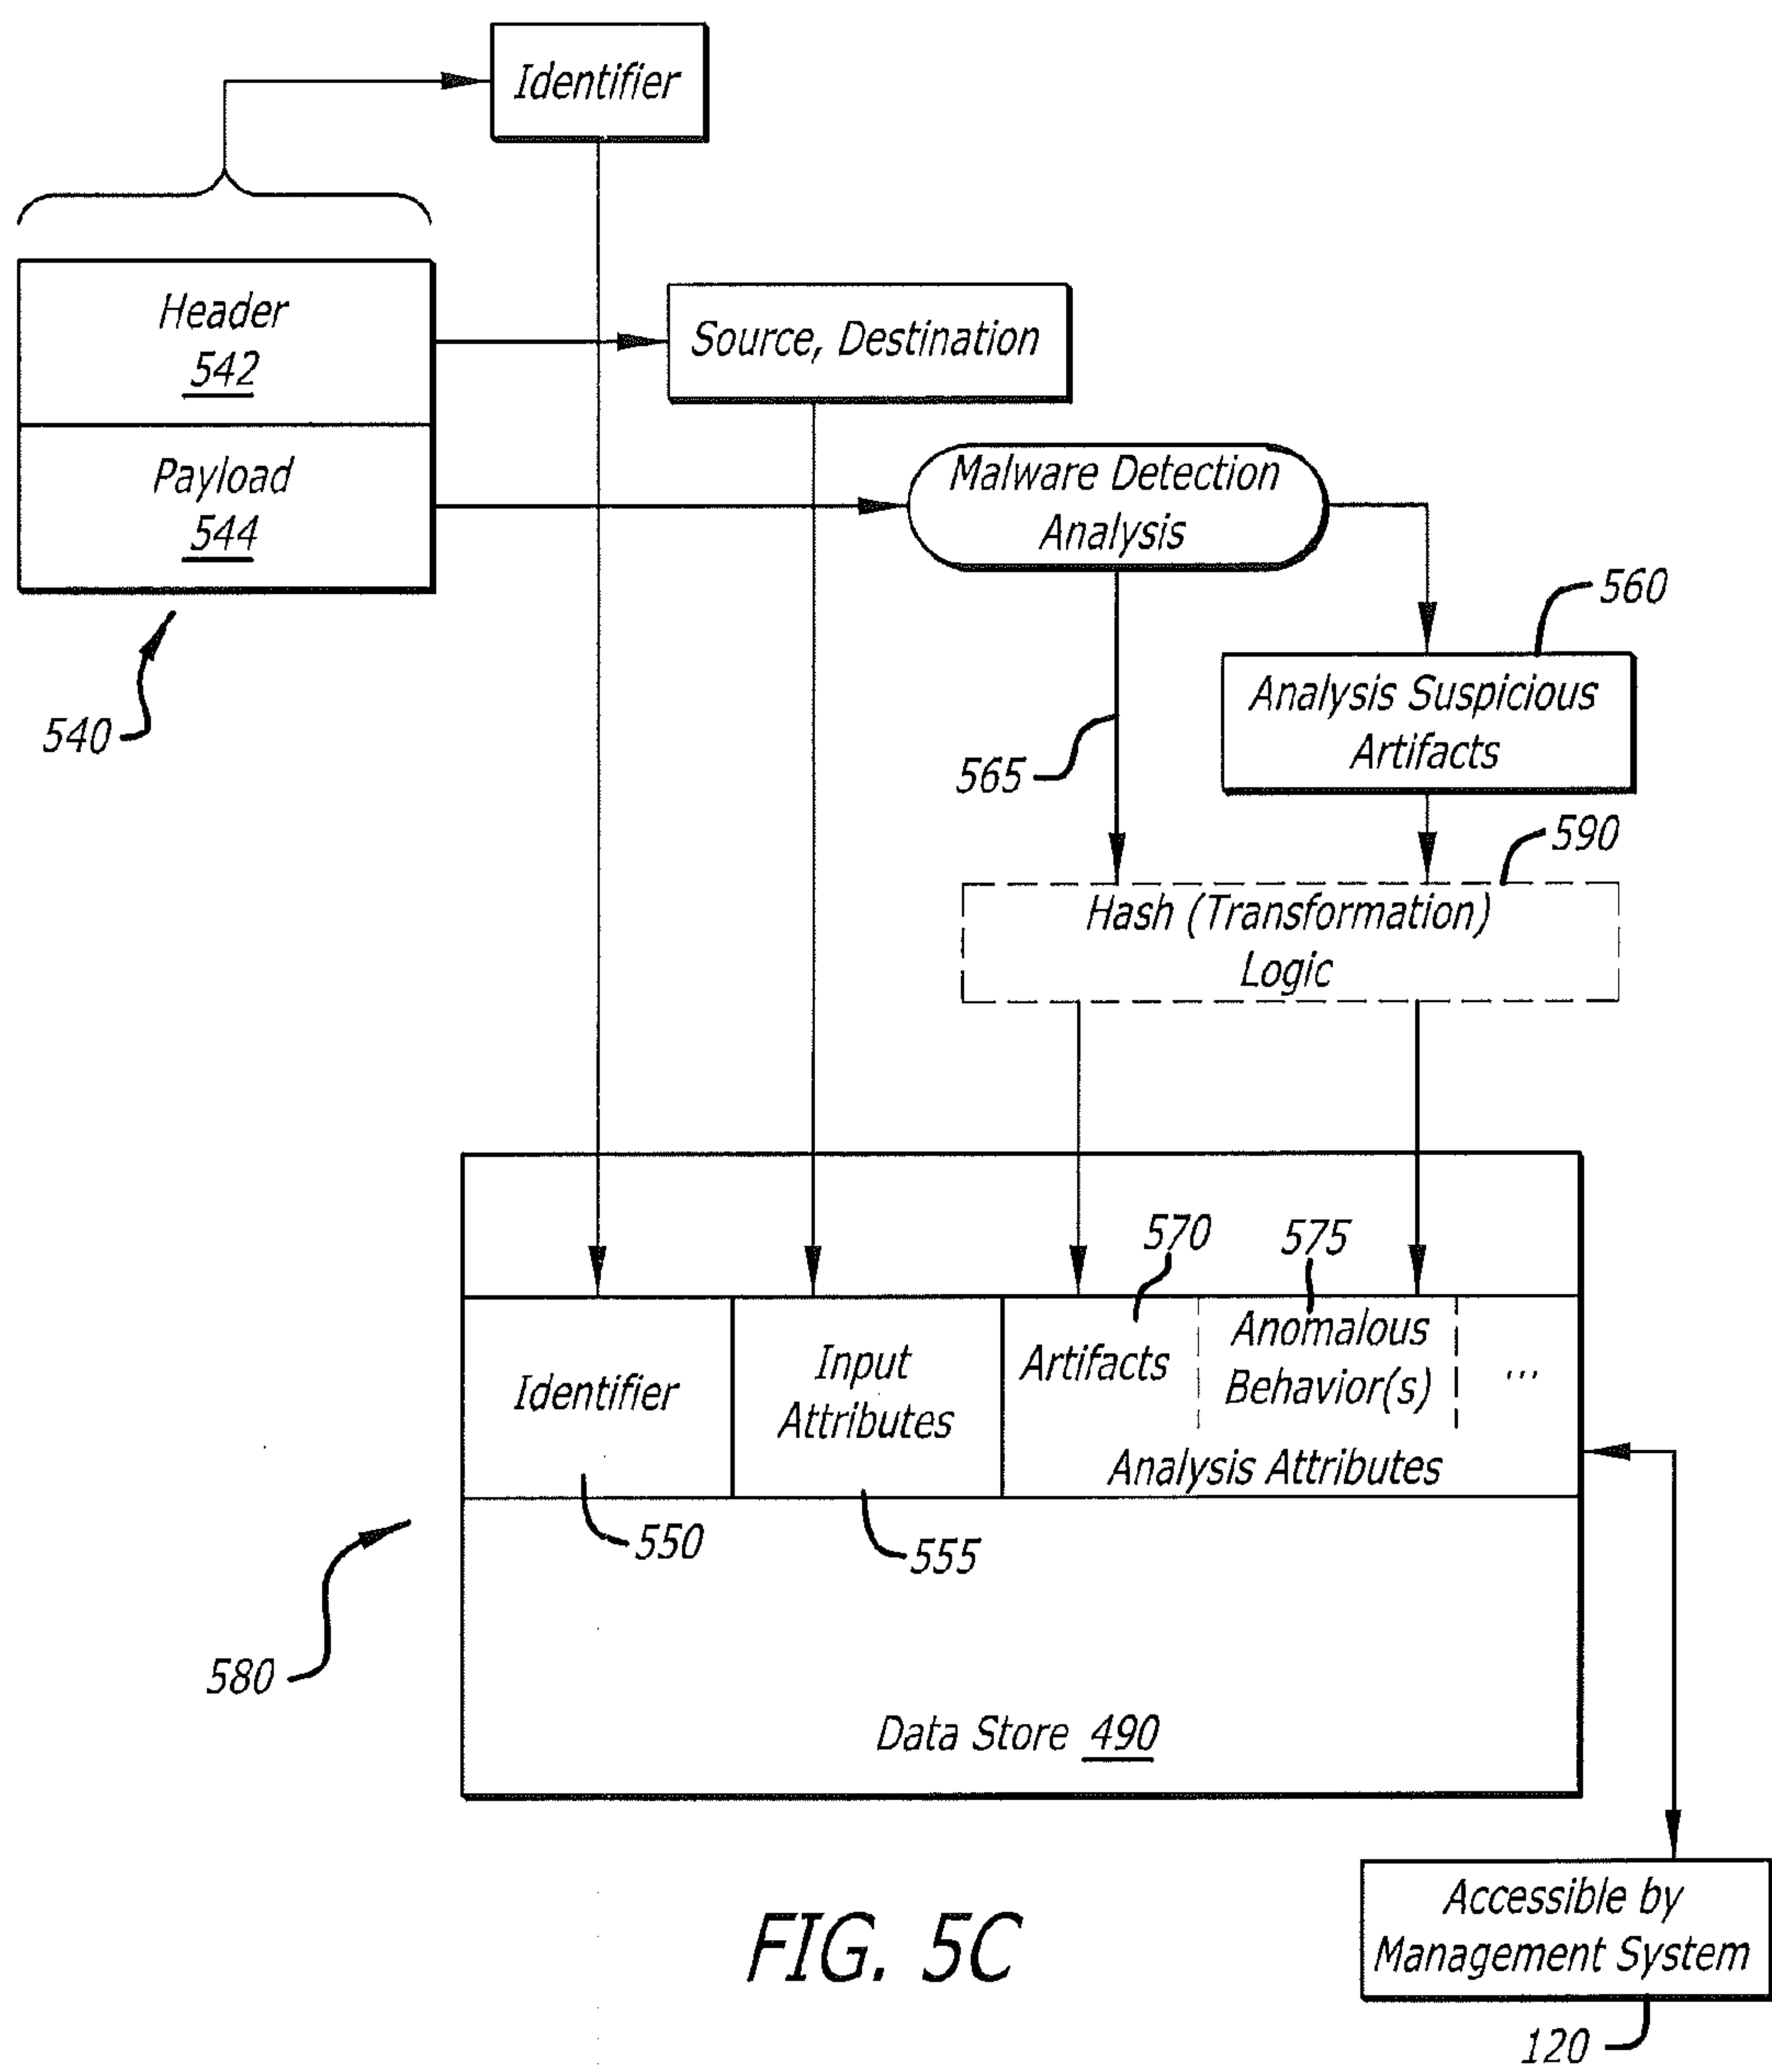 Identifier
Header
542
Source, Destination
Payload
544
Malware Detection
Analysis
560
540
Analysis Suspicious
Artifacts
565
590
Hash (Transformation)
Logic
570
575
Identifier
Input
Attributes
Artifacts
Anomalous
Behavior(s)
...
Analysis Attributes
550
555
580
Data Store 490
Accessible by
Management System
120
FIG. 5C